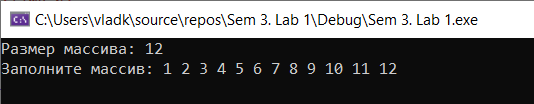 C:\Users\vladk\source\repos\Sem 3. Lab 1\Debug\Sem 3. Lab 1.exe
Размер массива: 12
Заполните массив: 1 2 3 4 5 6 7 8 9 10 11 12